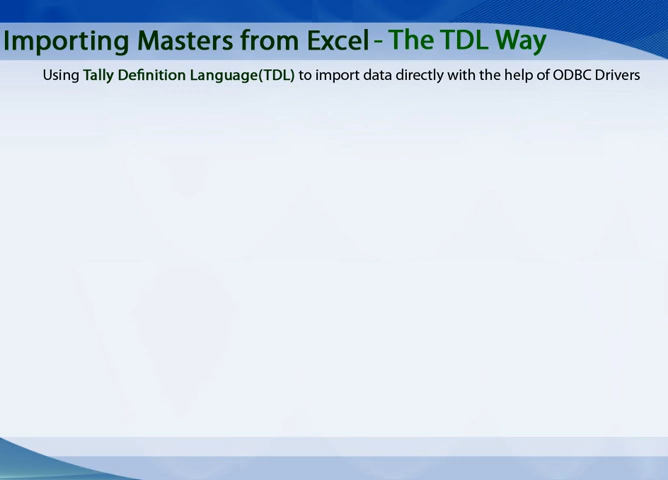 Importing Masters from Excel - The TDL Way
Using Tally Definition Language(TDL) to import data directly with the help of ODBC Drivers